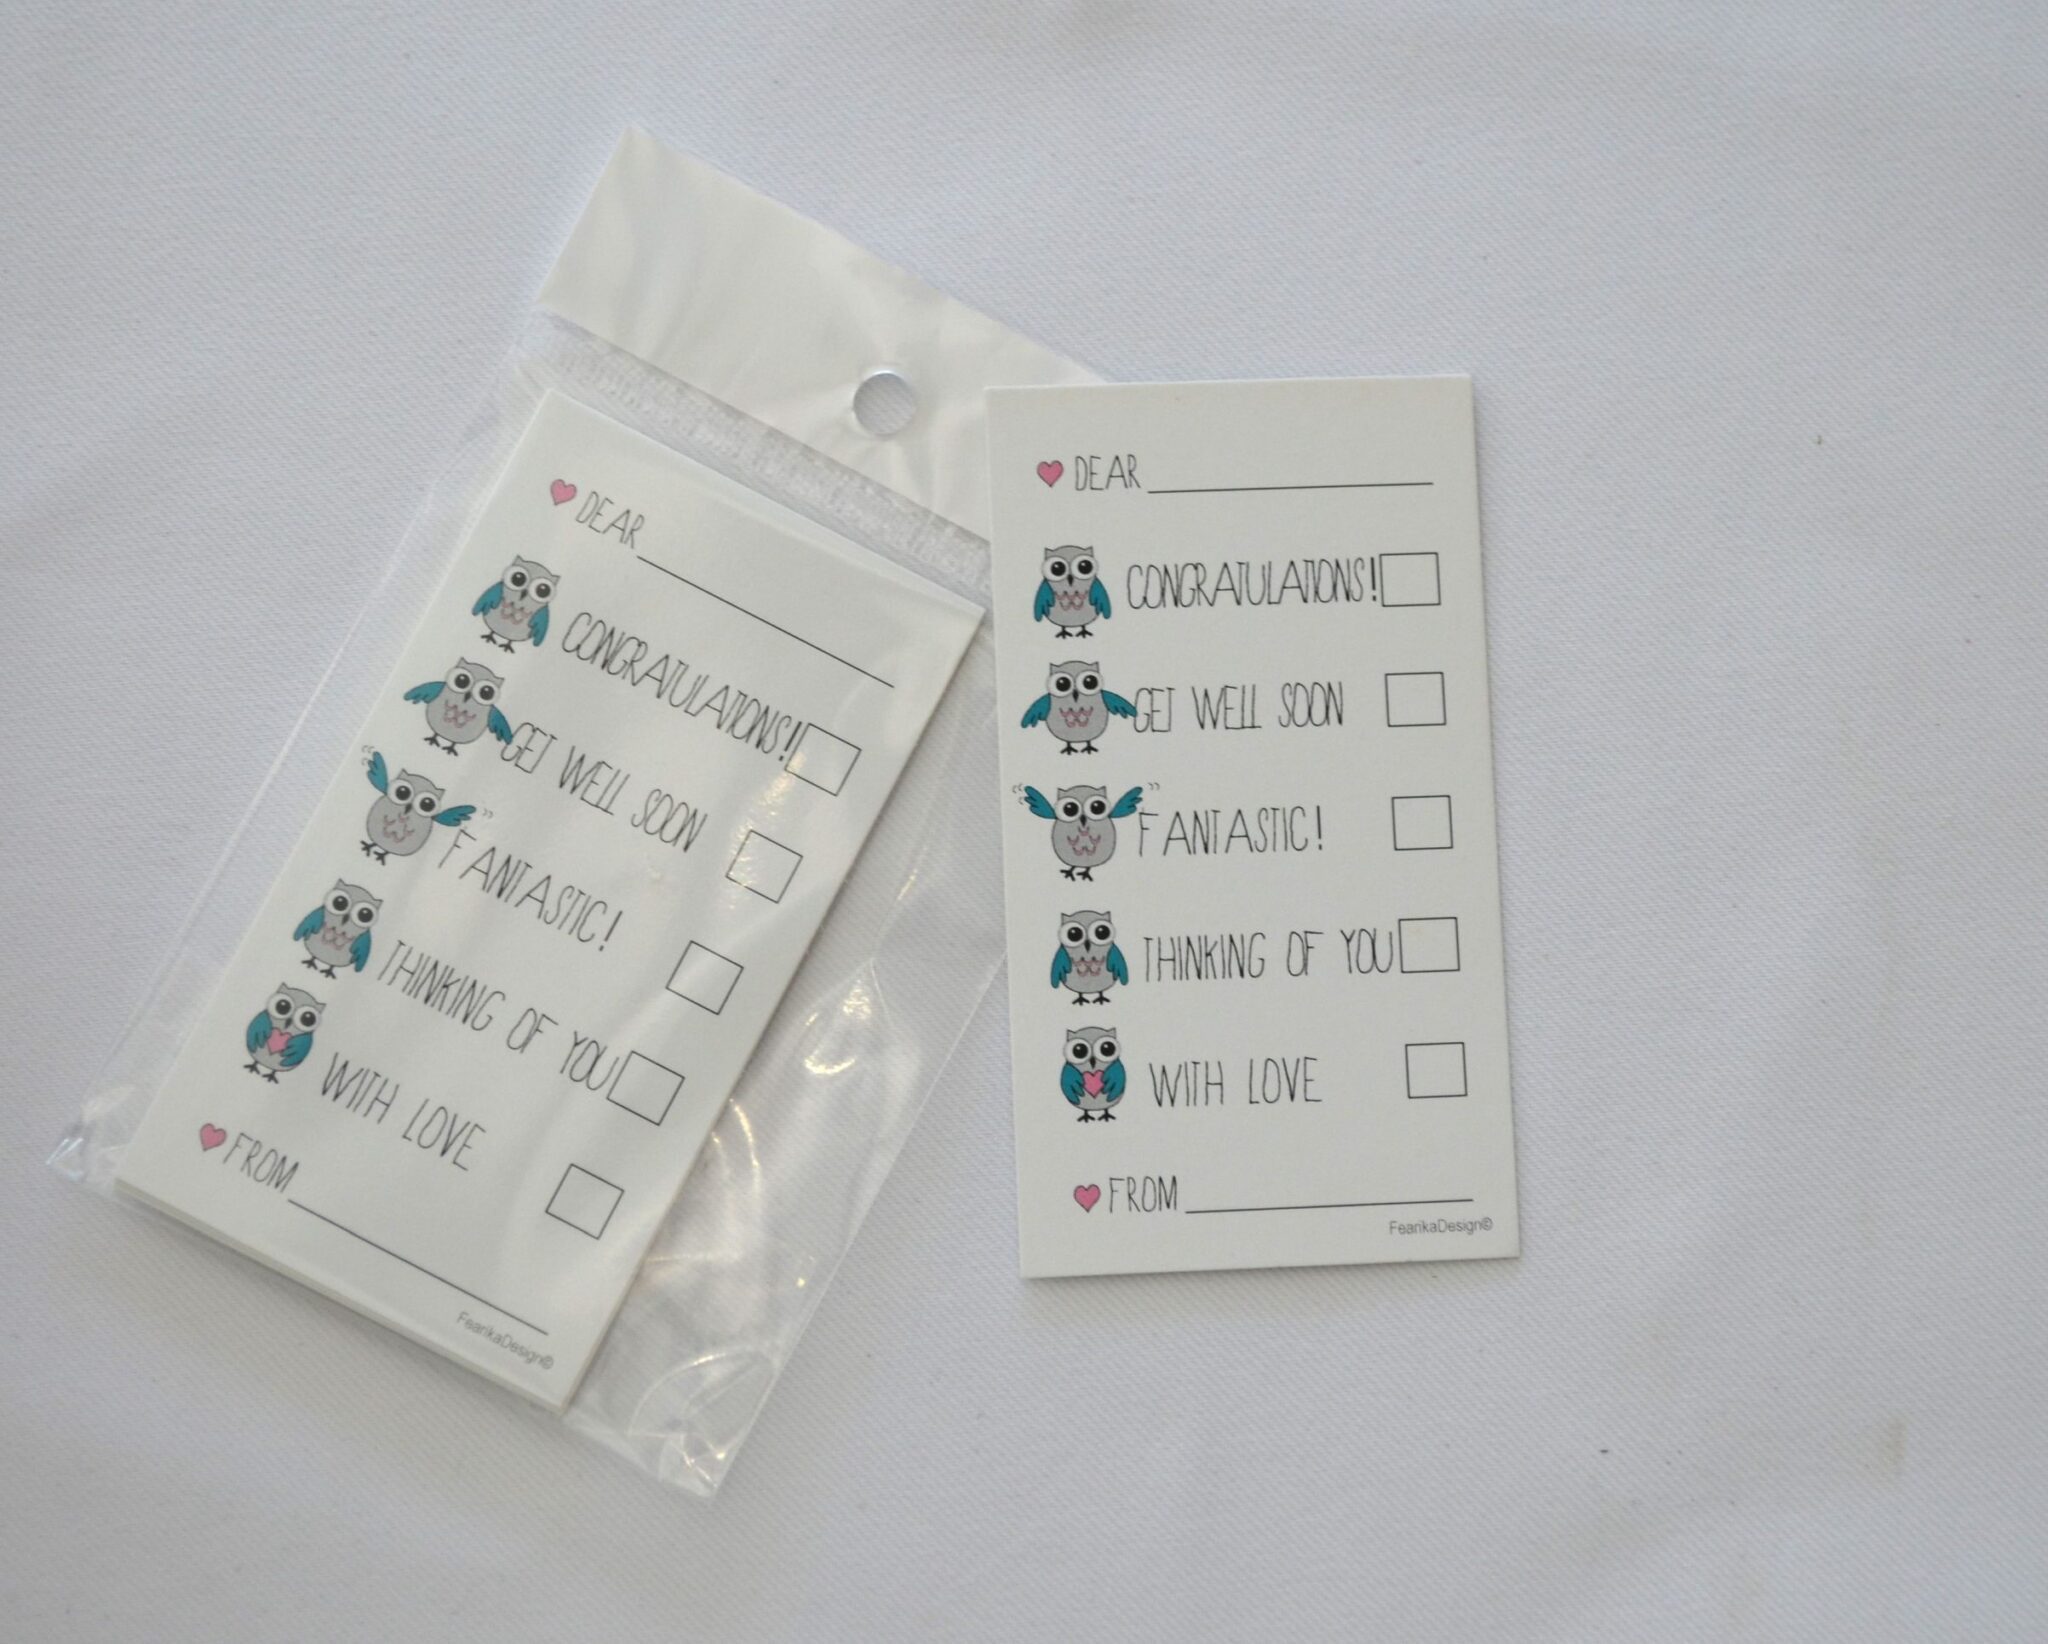 DEAR
CONGRATULATIONS!
GET WELL SOON
FANTASTIC!
THINKING OF YOU
WITH LOVE
FROM
FearikaDesign©
DEAR
CONGRATULATIONS!
GET WELL SOON
FANTASTIC!
THINKING OF YOU
WITH LOVE
FROM
FearikaDesign©